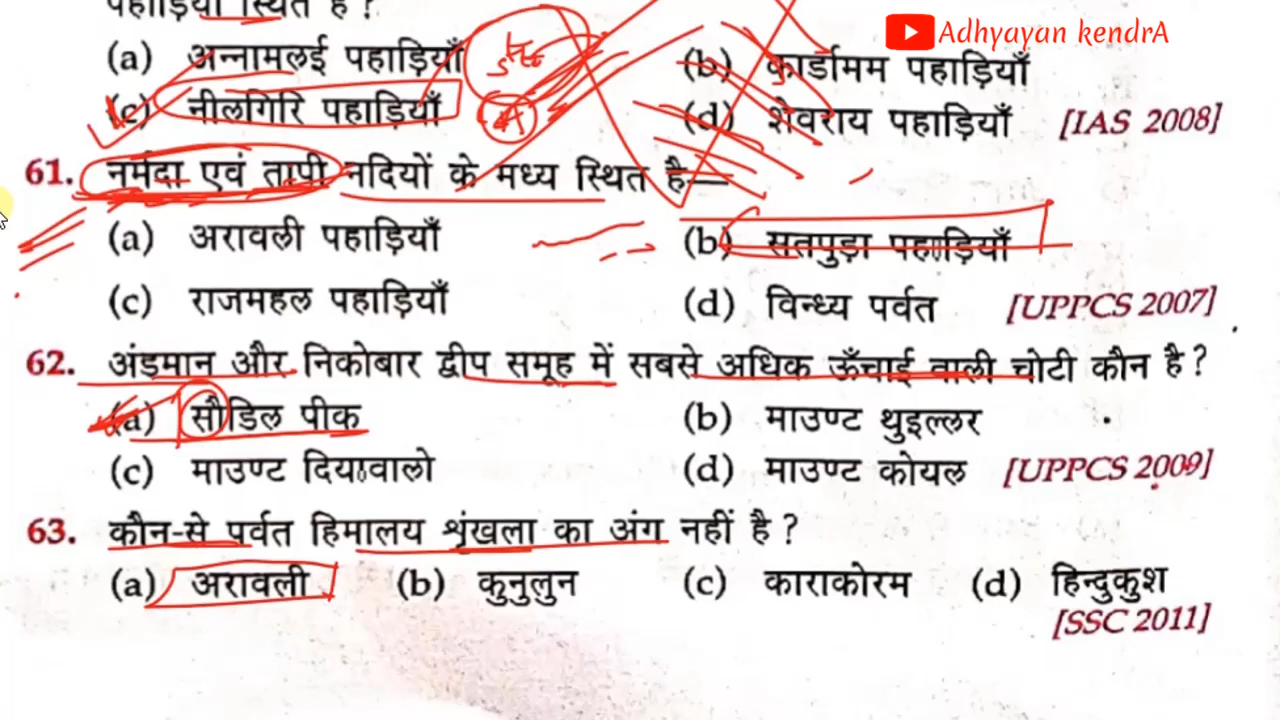 पहाड़ियाँ स्थित हैं ?
Adhyayan kendrA
(a) अन्नामलई पहाड़ियाँ (b) कार्डामम पहाड़ियाँ
(c) नीलगिरि पहाड़ियाँ (d) शेवराय पहाड़ियाँ [IAS 2008]
61. नर्मदा एवं तापी नदियों के मध्य स्थित है—
(a) अरावली पहाड़ियाँ (b) सतपुड़ा पहाड़ियाँ
(c) राजमहल पहाड़ियाँ (d) विन्ध्य पर्वत [UPPCS 2007]
62. अंडमान और निकोबार द्वीप समूह में सबसे अधिक ऊँचाई वाली चोटी कौन है ?
(a) सौडिल पीक (b) माउण्ट थुइल्लर
(c) माउण्ट दियावालो (d) माउण्ट कोयल [UPPCS 2009]
63. कौन-से पर्वत हिमालय शृंखला का अंग नहीं है ?
(a) अरावली (b) कुनुलुन (c) काराकोरम (d) हिन्दुकुश
[SSC 2011]